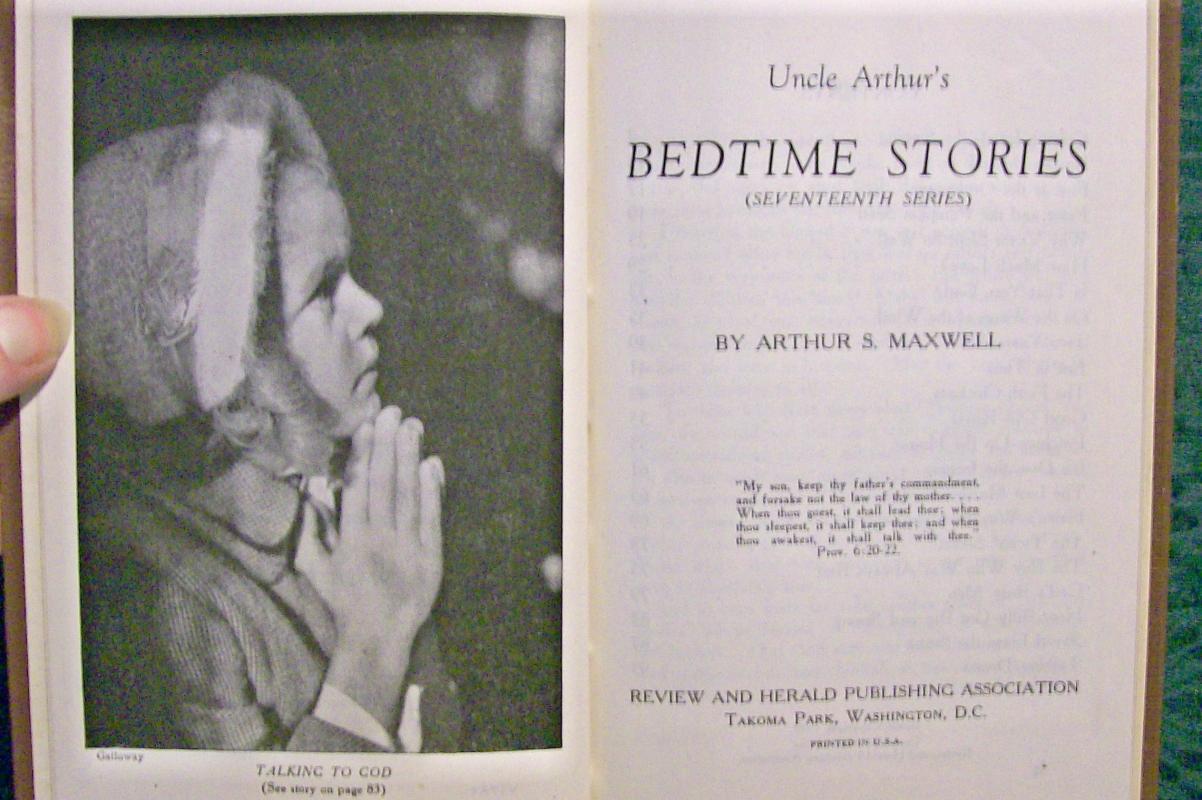 Galloway
TALKING TO GOD
(See story on page 83)
Uncle Arthur's
BEDTIME STORIES
(SEVENTEENTH SERIES)
BY ARTHUR S. MAXWELL
"My son, keep thy father's commandment,
and forsake not the law of thy mother. . . .
When thou goest, it shall lead thee; when
thou sleepest, it shall keep thee; and when
thou awakest, it shall talk with thee."
Prov. 6:20-22.
REVIEW AND HERALD PUBLISHING ASSOCIATION
TAKOMA PARK, WASHINGTON, D.C.
PRINTED IN U.S.A.